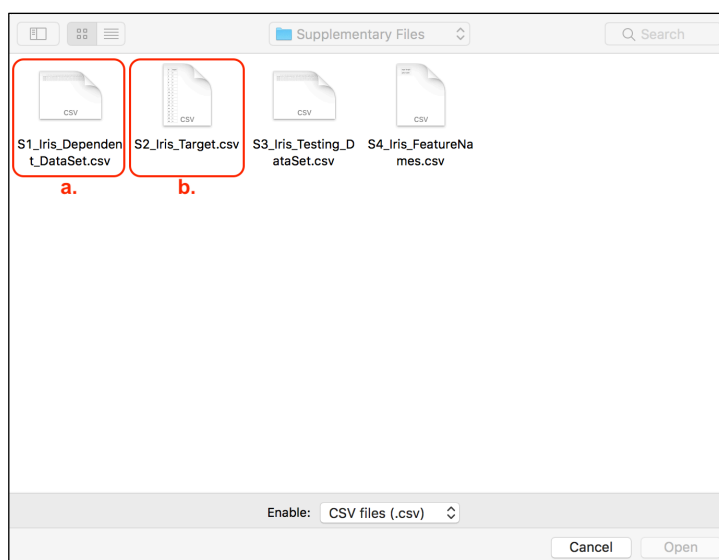 Supplementary Files
Search
CSV
CSV
CSV
CSV
S1_Iris_Dependen
t_DataSet.csv
S2_Iris_Target.csv
S3_Iris_Testing_D
ataSet.csv
S4_Iris_FeatureNa
mes.csv
a.
b.
Enable:
CSV files (.csv)
Cancel
Open